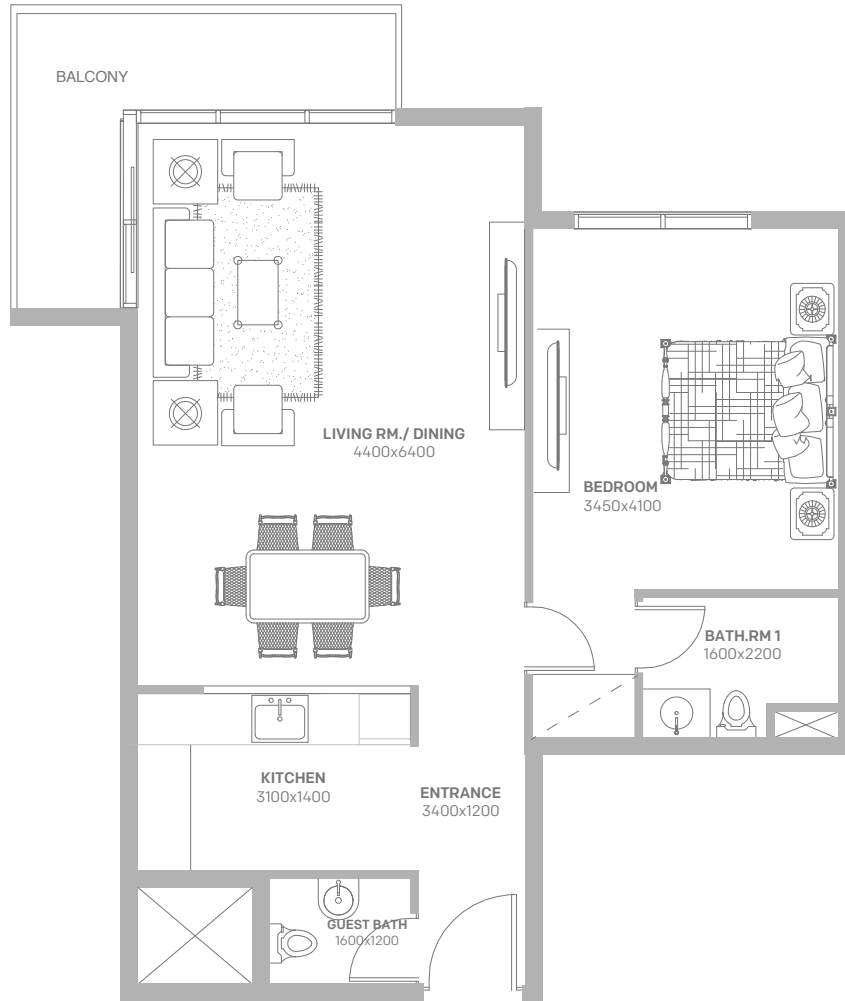 BALCONY
LIVING RM./ DINING
4400x6400
BEDROOM
3450x4100
BATH.RM 1
1600x2200
KITCHEN
3100x1400
ENTRANCE
3400x1200
GUEST BATH
1600x1200